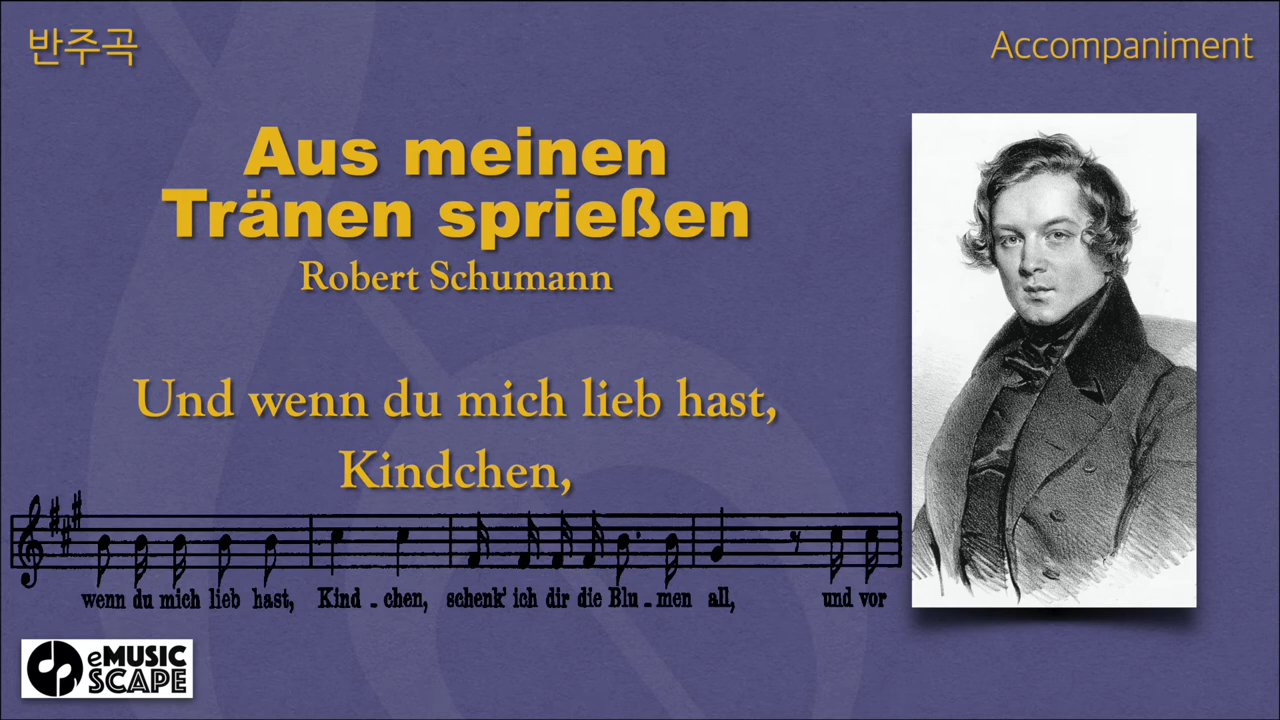 반주곡
Accompaniment
Aus meinen
Tränen sprießen
Robert Schumann
Und wenn du mich lieb hast,
Kindchen,
wenn du mich lieb hast, Kind - chen, schenk' ich dir die Blu - men all, und vor
eMUSIC
SCAPE